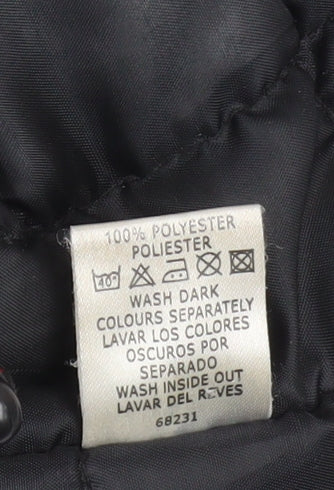 100% POLYESTER
POLIESTER
40°
WASH DARK
COLOURS SEPARATELY
LAVAR LOS COLORES
OSCUROS POR
SEPARADO
WASH INSIDE OUT
LAVAR DEL REVES
68231